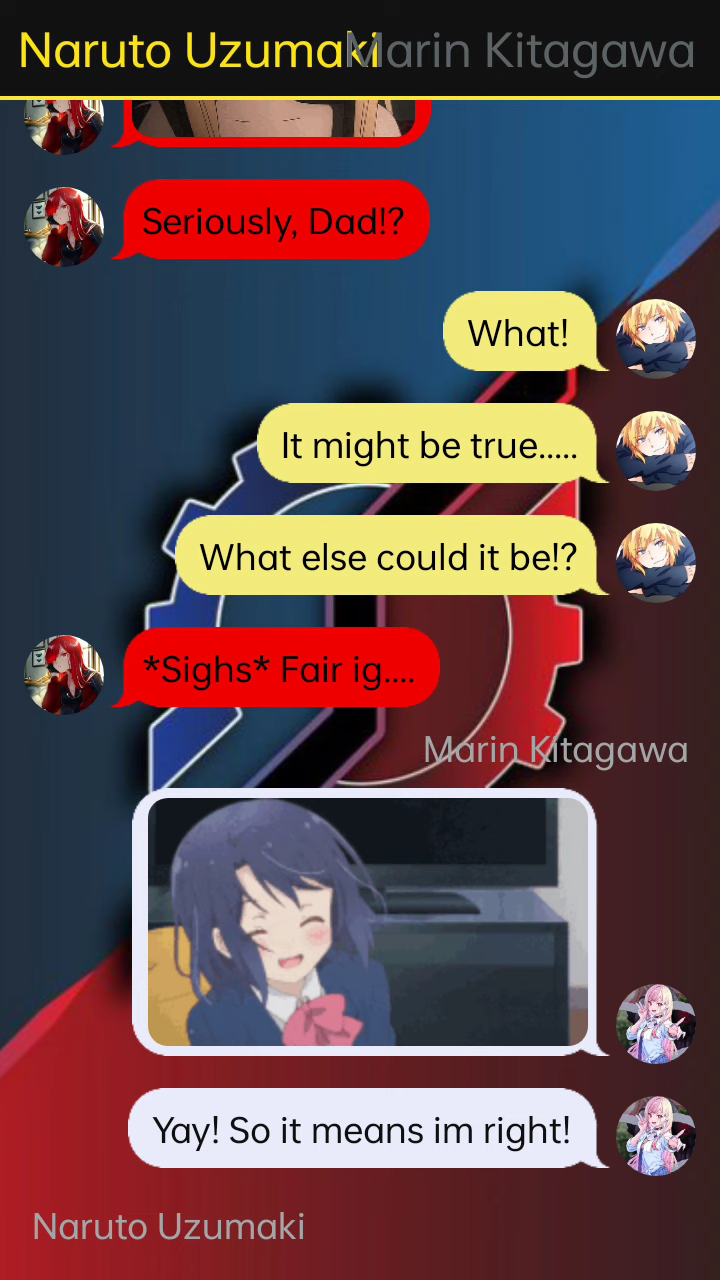 Naruto Uzumaki
Marin Kitagawa
Seriously, Dad!?
What!
It might be true.....
What else could it be!?
*Sighs* Fair ig....
Marin Kitagawa
Yay! So it means im right!
Naruto Uzumaki